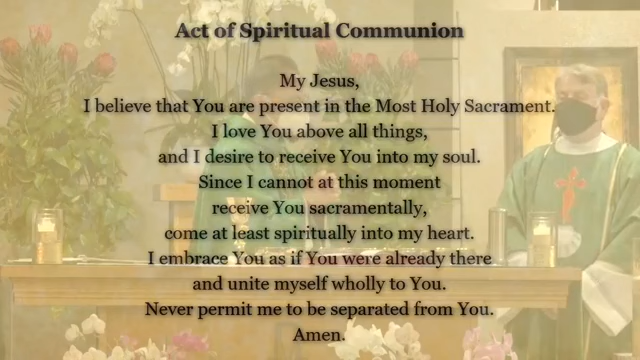 Act of Spiritual Communion
My Jesus,
I believe that You are present in the Most Holy Sacrament.
I love You above all things,
and I desire to receive You into my soul.
Since I cannot at this moment
receive You sacramentally,
come at least spiritually into my heart.
I embrace You as if You were already there
and unite myself wholly to You.
Never permit me to be separated from You.
Amen.